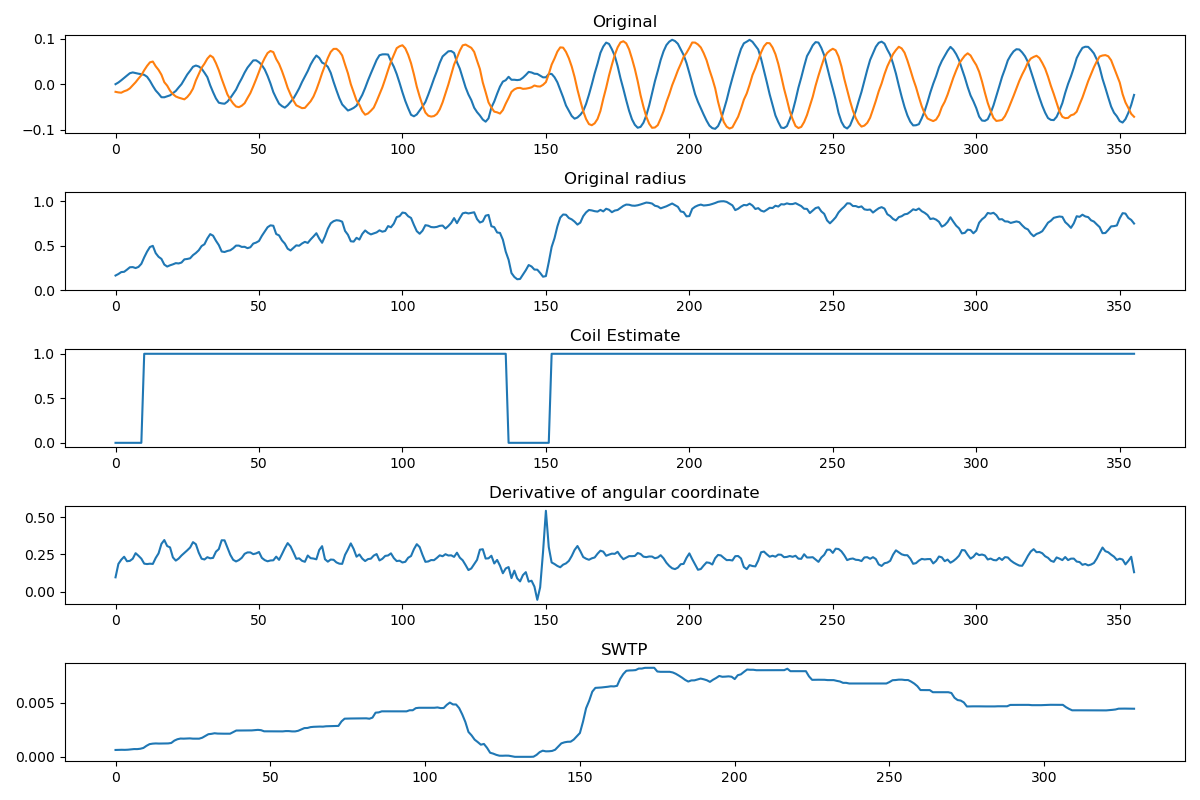 Original
0.1
0.0
−0.1
0 50 100 150 200 250 300 350
Original radius
1.0
0.5
0.0
0 50 100 150 200 250 300 350
Coil Estimate
1.0
0.5
0.0
0 50 100 150 200 250 300 350
Derivative of angular coordinate
0.50
0.25
0.00
0 50 100 150 200 250 300 350
SWTP
0.005
0.000
0 50 100 150 200 250 300